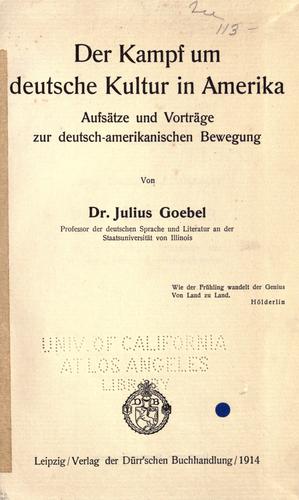 113-
Der Kampf um
deutsche Kultur in Amerika
Aufsätze und Vorträge
zur deutsch-amerikanischen Bewegung
Von
Dr. Julius Goebel
Professor der deutschen Sprache und Literatur an der
Staatsuniversität von Illinois
Wie der Frühling wandelt der Genius
Von Land zu Land.
Hölderlin
UNIV. OF CALIFORNIA
AT LOS ANGELES
LIBRARY
D B
Leipzig/Verlag der Dürr'schen Buchhandlung/1914